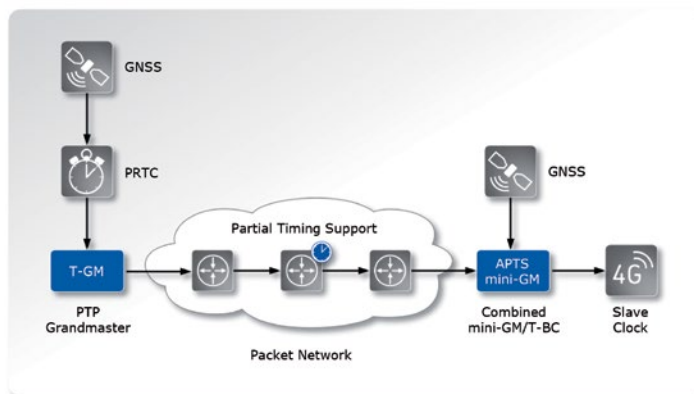 GNSS
PRTC
GNSS
Partial Timing Support
T-GM
APTS
mini-GM
4G
PTP
Grandmaster
Combined
mini-GM/T-BC
Slave
Clock
Packet Network